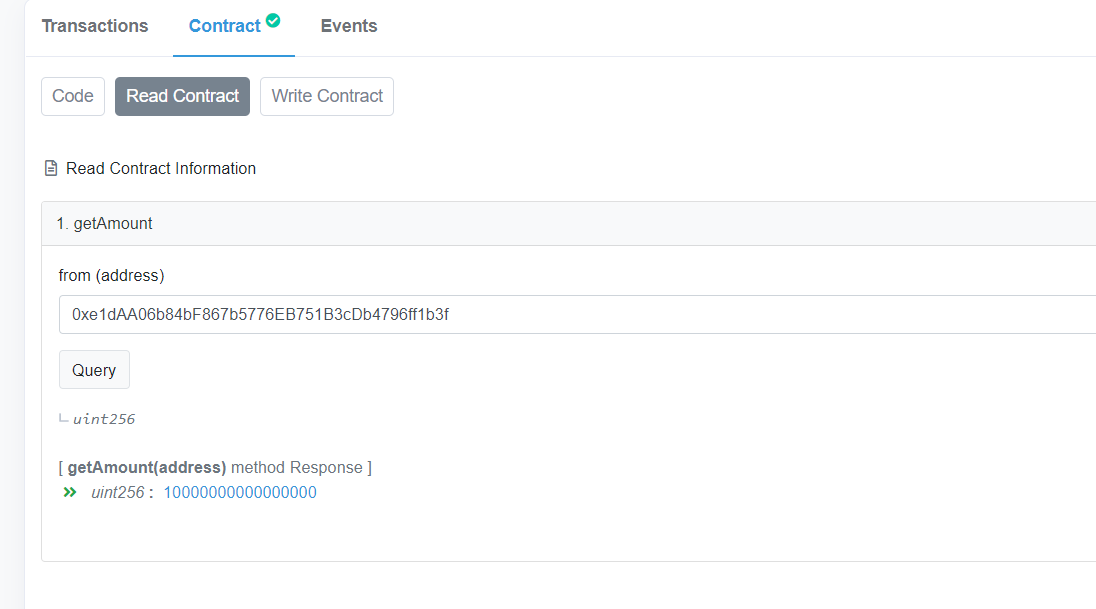 Transactions Contract Events
Code Read Contract Write Contract
Read Contract Information
1. getAmount
from (address)
0xe1dAA06b84bF867b5776EB751B3cDb4796ff1b3f
Query
uint256
[ getAmount(address) method Response ]
uint256 : 10000000000000000